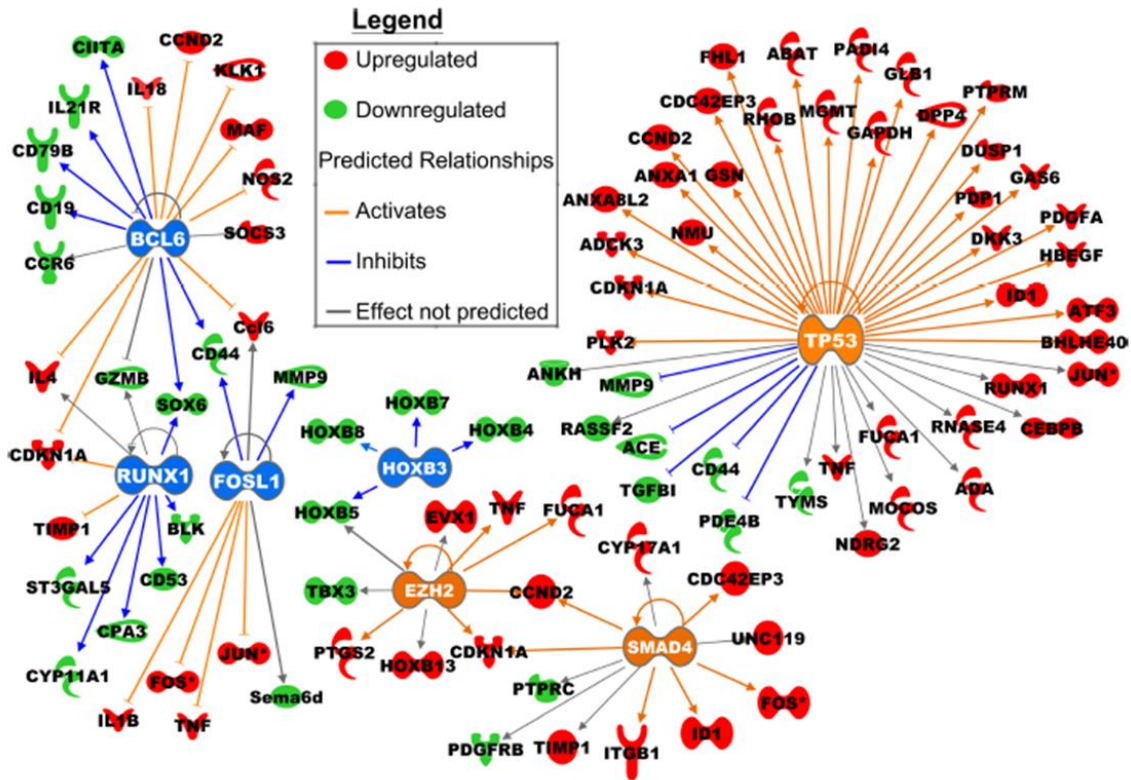 Legend
Upregulated
Downregulated
Predicted Relationships
Activates
Inhibits
Effect not predicted
CIITA
CCND2
IL18
KLK1
IL21R
MAF
CD79B
NOS2
CD19
SOCS3
BCL6
CCR6
Ccl6
CD44
IL4
GZMB
MMP9
SOX6
CDKN1A
RUNX1
FOSL1
TIMP1
BLK
ST3GAL5
CD53
CPA3
CYP11A1
JUN*
FOS*
Sema6d
IL1B
TNF
HOXB7
HOXB8
HOXB4
HOXB3
HOXB5
EVX1
TNF
FUCA1
TBX3
EZH2
CCND2
PTGS2
HOXB13
CDKN1A
CYP17A1
CDC42EP3
SMAD4
UNC119
PTPRC
FOS*
PDGFRB
TIMP1
ITGB1
ID1
FHL1
ABAT
PADI4
GLB1
CDC42EP3
RHOB
MGMT
GAPDH
DPP4
PTPRM
CCND2
DUSP1
ANXA1
GSN
GAS6
ANXA8L2
PDP1
PDGFA
ADCK3
NMU
DKK3
HBEGF
CDKN1A
ID1
ATF3
PLK2
TP53
BHLHE40
ANKH
MMP9
JUN*
RUNX1
RASSF2
CEBPB
ACE
RNASE4
FUCA1
CD44
TNF
TGFBI
TYMS
ADA
MOCOS
PDE4B
NDRG2